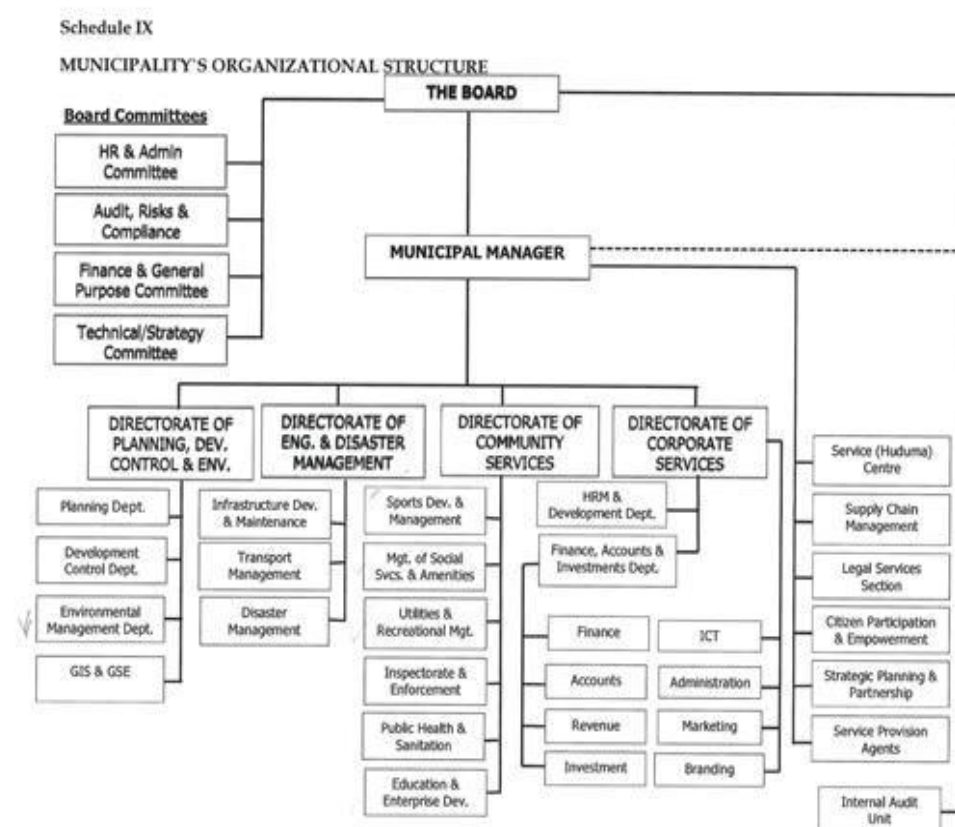 Schedule IX
MUNICIPALITY'S ORGANIZATIONAL STRUCTURE
THE BOARD
Board Committees
HR & Admin
Committee
Audit, Risks &
Compliance
Finance & General
Purpose Committee
Technical/Strategy
Committee
MUNICIPAL MANAGER
DIRECTORATE OF
PLANNING, DEV.
CONTROL & ENV.
Planning Dept.
Development
Control Dept.
Environmental
Management Dept.
GIS & GSE
DIRECTORATE OF
ENG. & DISASTER
MANAGEMENT
Infrastructure Dev.
& Maintenance
Transport
Management
Disaster
Management
DIRECTORATE OF
COMMUNITY
SERVICES
Sports Dev. &
Management
Mgt. of Social
Svcs. & Amenities
Utilities &
Recreational Mgt.
Inspectorate &
Enforcement
Public Health &
Sanitation
Education &
Enterprise Dev.
DIRECTORATE OF
CORPORATE
SERVICES
HRM &
Development Dept.
Finance, Accounts &
Investments Dept.
Finance
Accounts
Revenue
Investment
ICT
Administration
Marketing
Branding
Service (Huduma)
Centre
Supply Chain
Management
Legal Services
Section
Citizen Participation
& Empowerment
Strategic Planning &
Partnership
Service Provision
Agents
Internal Audit
Unit